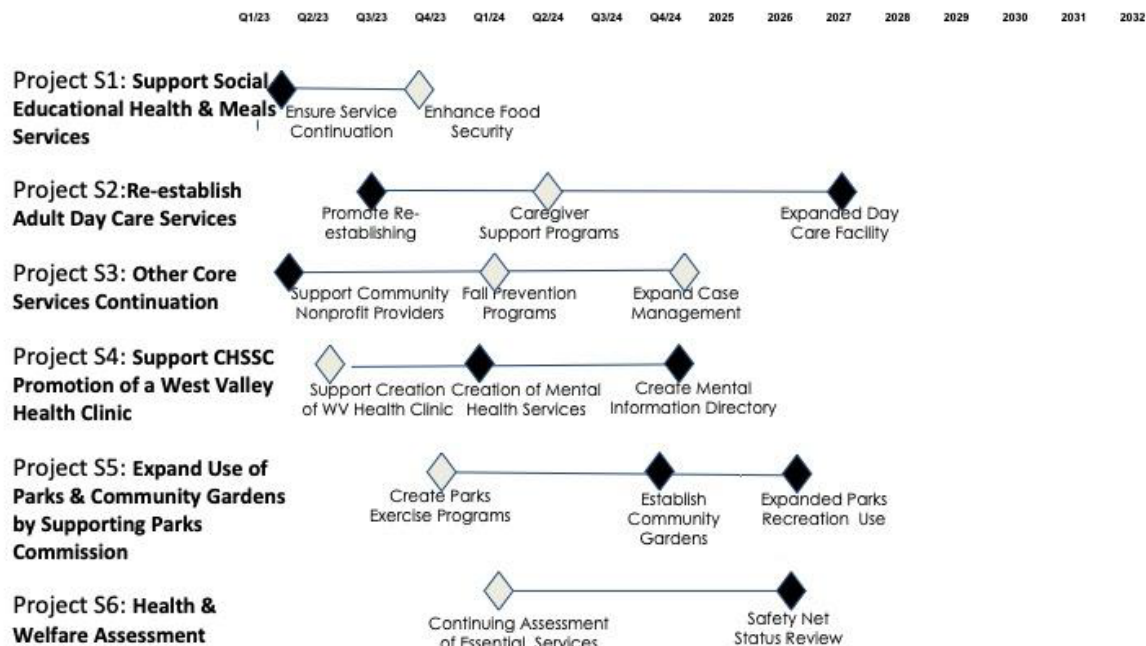 Q1/23 Q2/23 Q3/23 Q4/23 Q1/24 Q2/24 Q3/24 Q4/24 2025 2026 2027 2028 2029 2030 2031 2032
Project S1: Support Social
Educational Health & Meals
Services
Ensure Service
Continuation
Enhance Food
Security
Project S2:Re-establish
Adult Day Care Services
Promote Re-
establishing
Caregiver
Support Programs
Expanded Day
Care Facility
Project S3: Other Core
Services Continuation
Support Community
Nonprofit Providers
Fall Prevention
Programs
Expand Case
Management
Project S4: Support CHSSC
Promotion of a West Valley
Health Clinic
Support Creation
of WV Health Clinic
Creation of Mental
Health Services
Create Mental
Information Directory
Project S5: Expand Use of
Parks & Community Gardens
by Supporting Parks
Commission
Create Parks
Exercise Programs
Establish
Community
Gardens
Expanded Parks
Recreation Use
Project S6: Health &
Welfare Assessment
Continuing Assessment
of Essential Services
Safety Net
Status Review